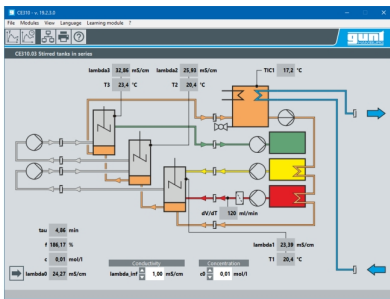 CE310 - v. 18.2.2.0
File Modules View Language Learning module ?
gunt
CE310.03 Stirred tanks in series
lambda3 32,86 mS/cm lambda2 25,93 mS/cm TIC1 17,2 °C
T3 23,4 °C T2 20,4 °C
dV/dT 120 ml/min
tau 4,86 min
f 186,17 %
c 0,01 mol/l
lambda0 24,27 mS/cm
Conductivity
lambda_inf 1,00 mS/cm
Concentration
c0 0,01 mol/l
lambda1 23,39 mS/cm
T1 20,4 °C